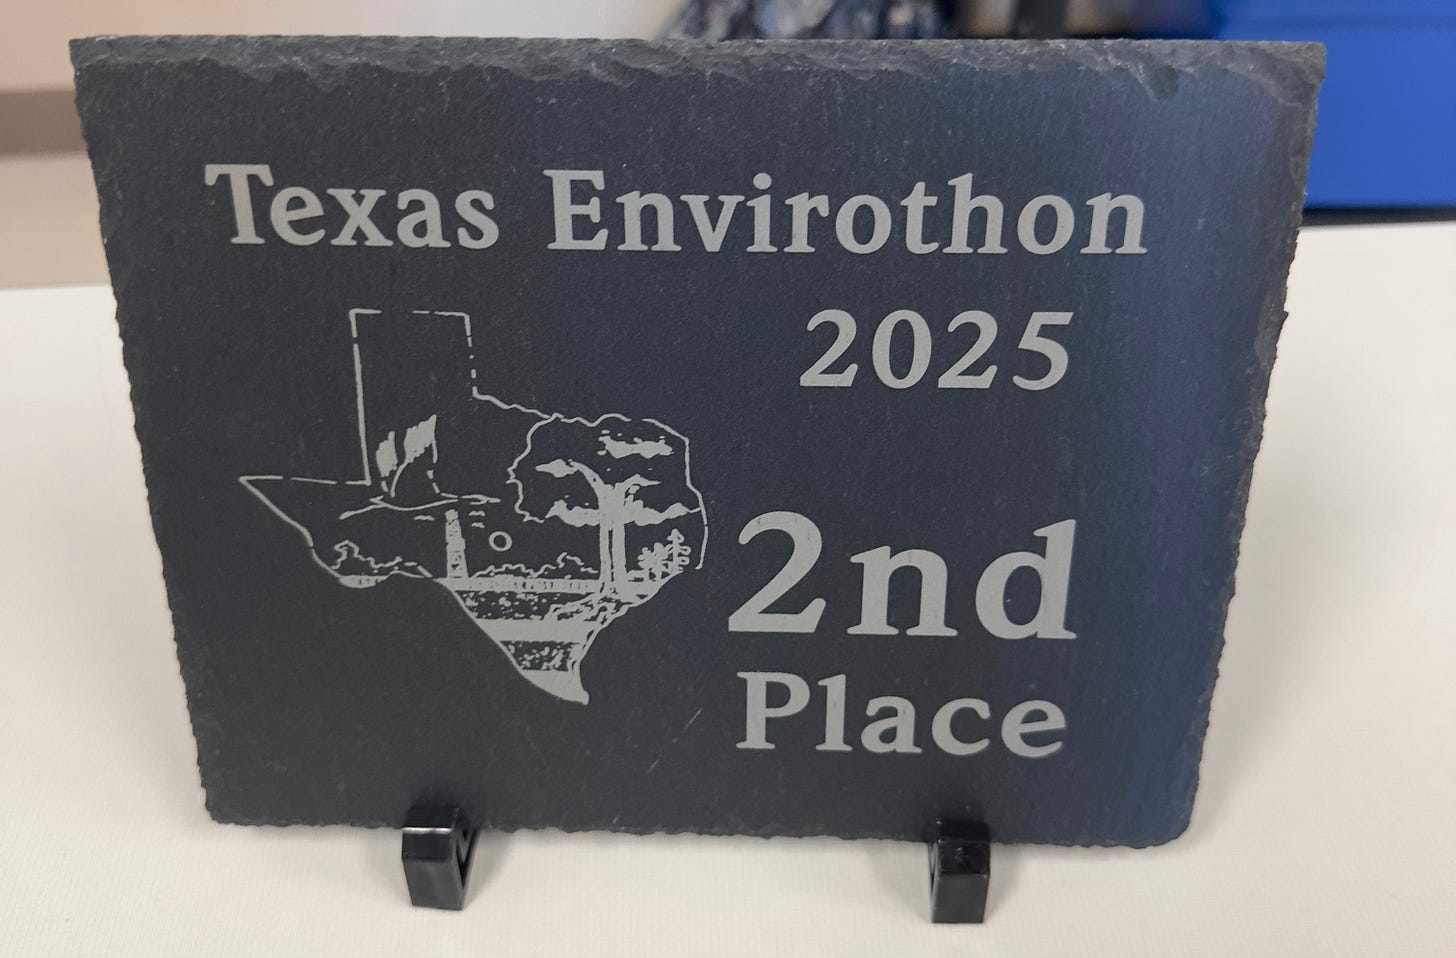 Texas Envirothon
2025
2nd
Place